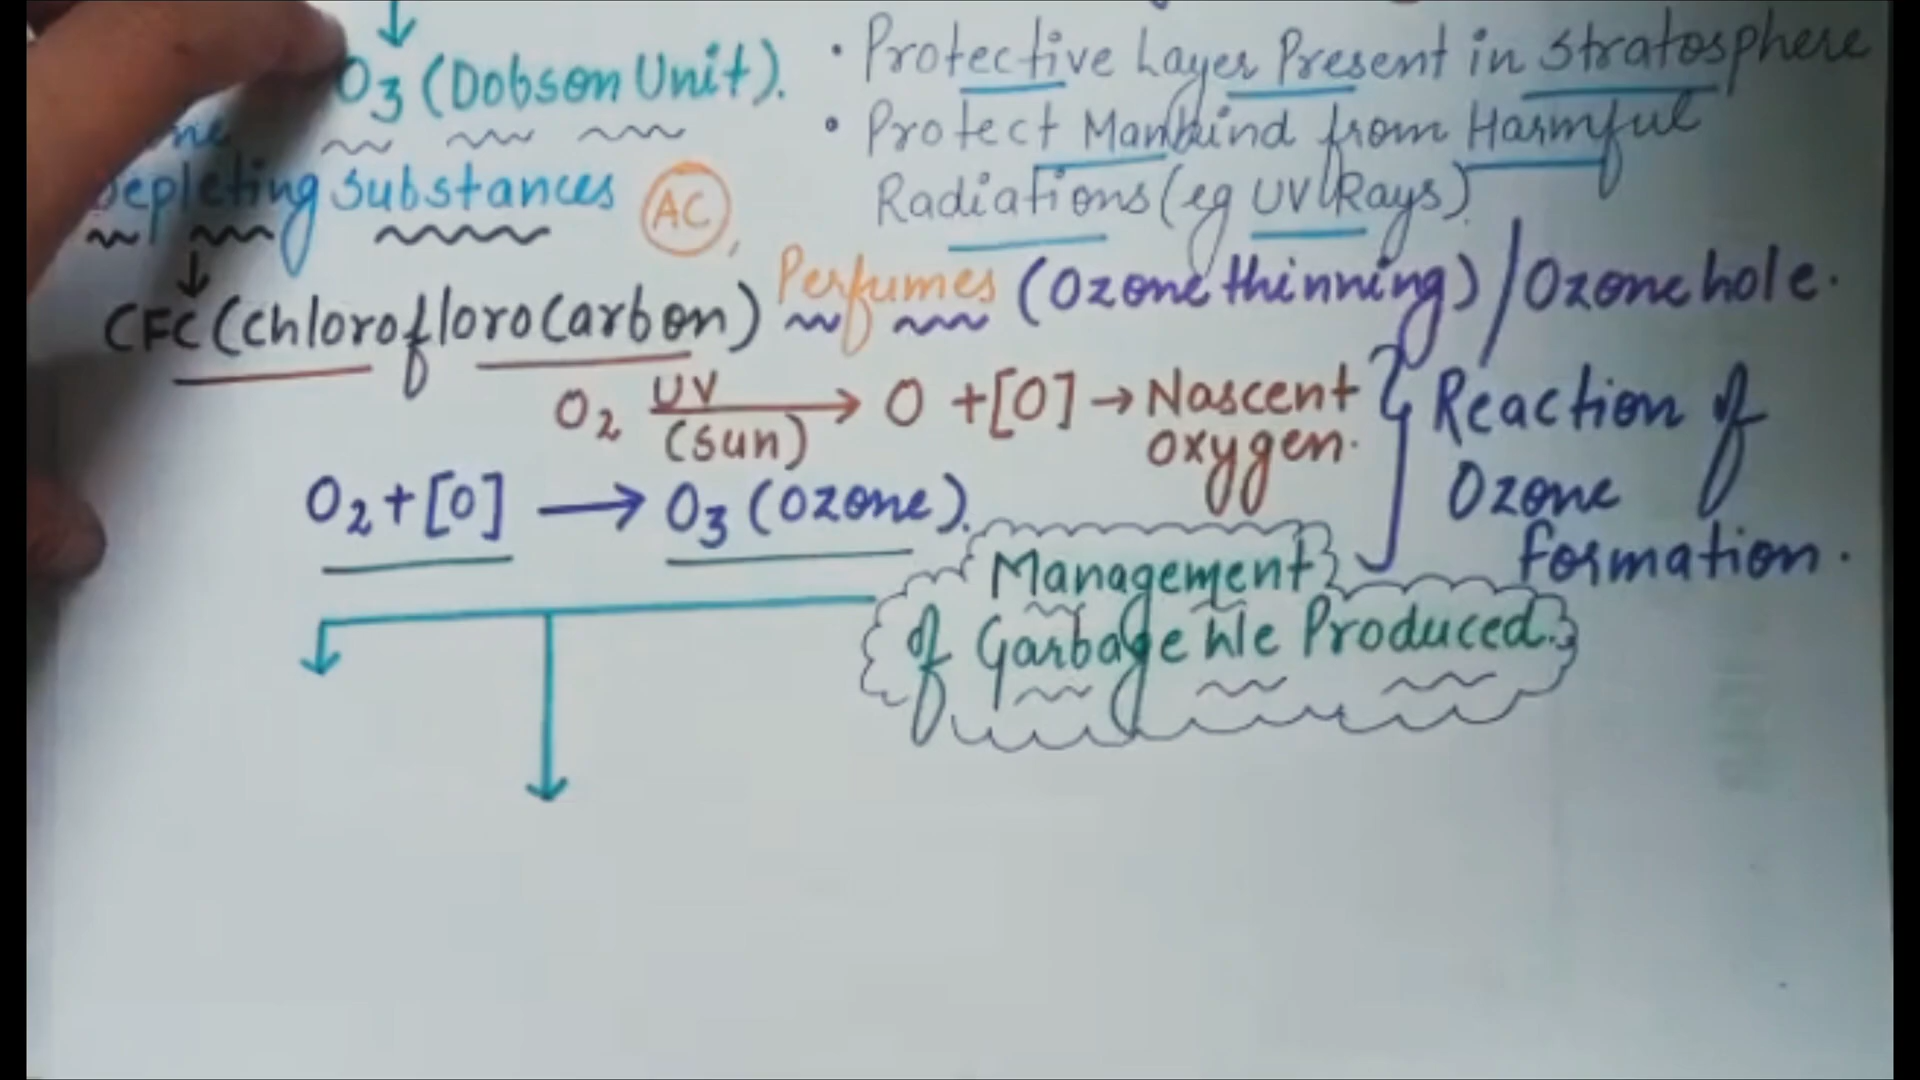 O3 (Dobson Unit).
Depleting Substances
AC,
CFC (chloroflorocarbon)
Perfumes
• Protective Layer Present in Stratosphere
• Protect Mankind from Harmful
Radiations (eg UV Rays)
(Ozone thinning) / Ozone hole.
O2 UV (sun) → O + [O] → Nascent
oxygen.
O2 + [O] → O3 (Ozone).
Reaction of
Ozone
formation.
Management
of Garbage We Produced.